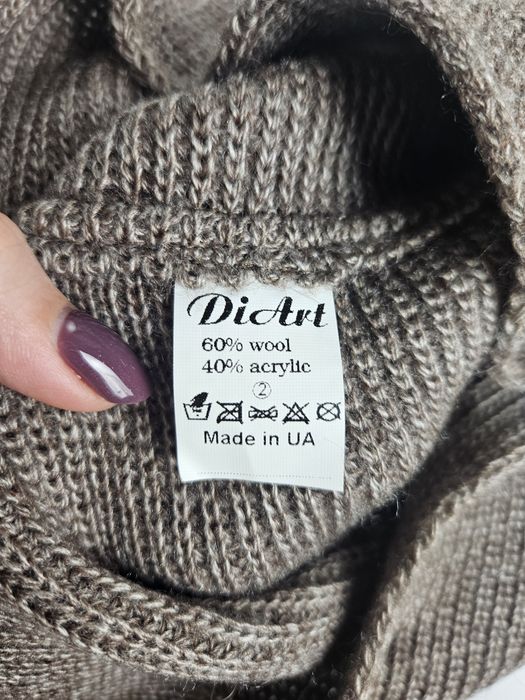 DiArt
60% wool
40% acrylic
②
Made in UA